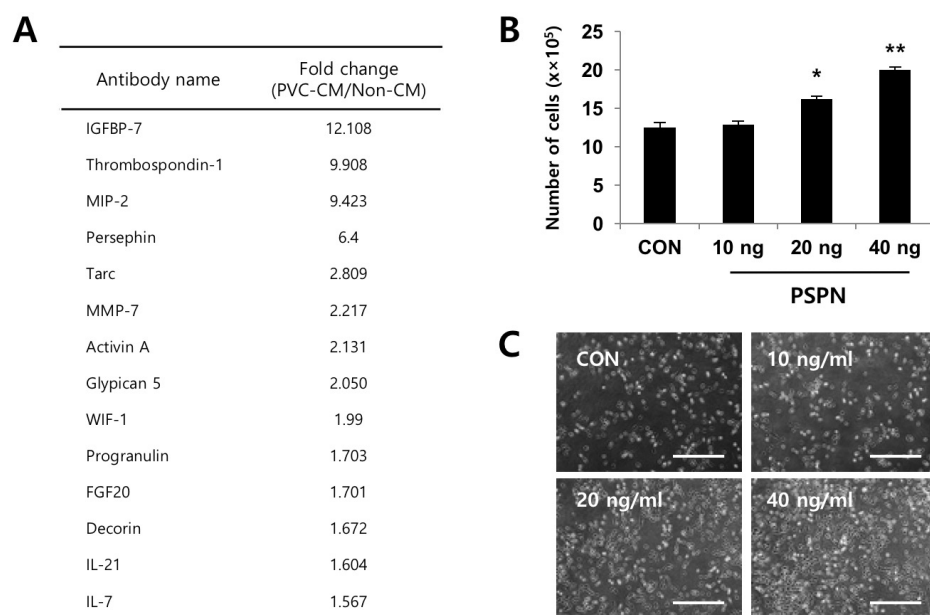 A
Antibody name
Fold change
(PVC-CM/Non-CM)
IGFBP-7 12.108
Thrombospondin-1 9.908
MIP-2 9.423
Persephin 6.4
Tarc 2.809
MMP-7 2.217
Activin A 2.131
Glypican 5 2.050
WIF-1 1.99
Progranulin 1.703
FGF20 1.701
Decorin 1.672
IL-21 1.604
IL-7 1.567
B
Number of cells (x×10⁵)
25
20
15
10
5
0
*
**
CON 10 ng 20 ng 40 ng
PSPN
C
CON
10 ng/ml
20 ng/ml
40 ng/ml